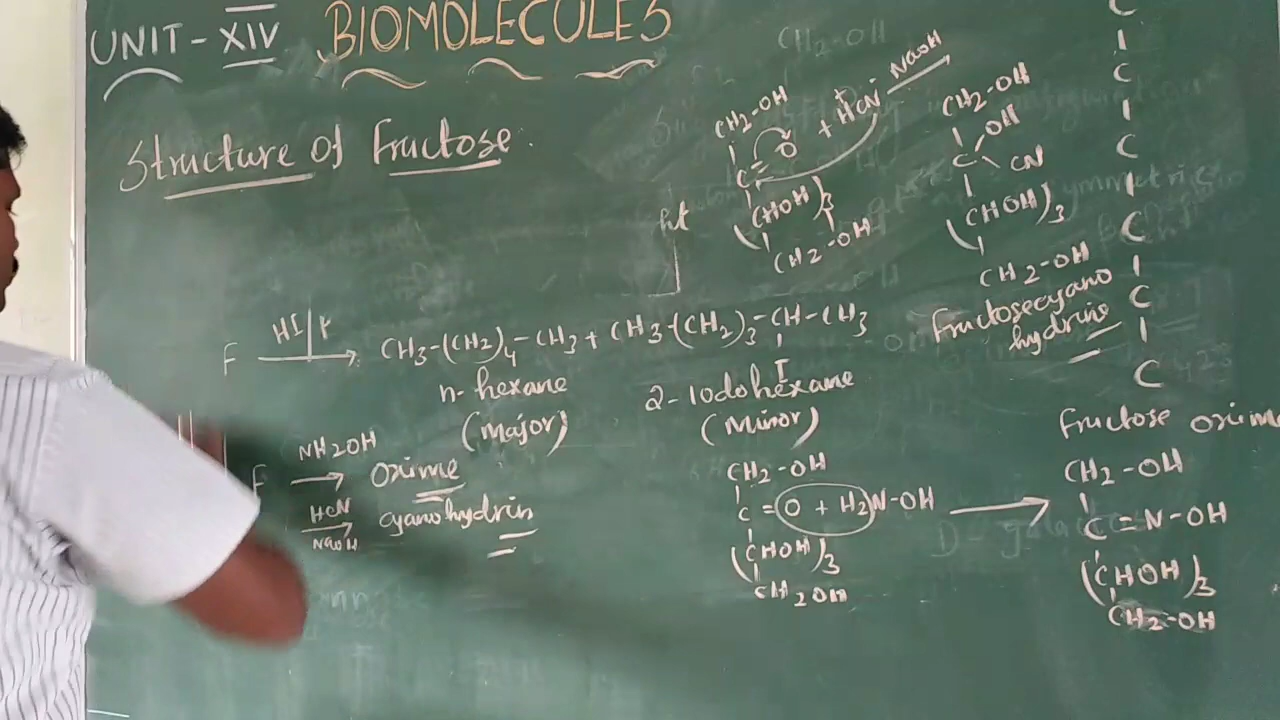 UNIT-XIV BIOMOLECULES
Structure of Fructose:
CH2-OH
C=O
(CHOH)3
CH2-OH
+ HCN NaOH
CH2-OH
C OH
CN
(CHOH)3
CH2-OH
Fructosecyano
hydrins
C
C
C
C
C
C
F HI/P CH3-(CH2)4-CH3 + CH3-(CH2)3-CH-CH3
I
n-hexane
(Major)
2-Iodohexane
(Minor)
F NH2OH Oxime
HCN
NaOH
cyanohydrin
CH2-OH
C=O + H2N-OH
(CHOH)3
CH2OH
Fructose oxime
CH2-OH
C=N-OH
(CHOH)3
CH2-OH